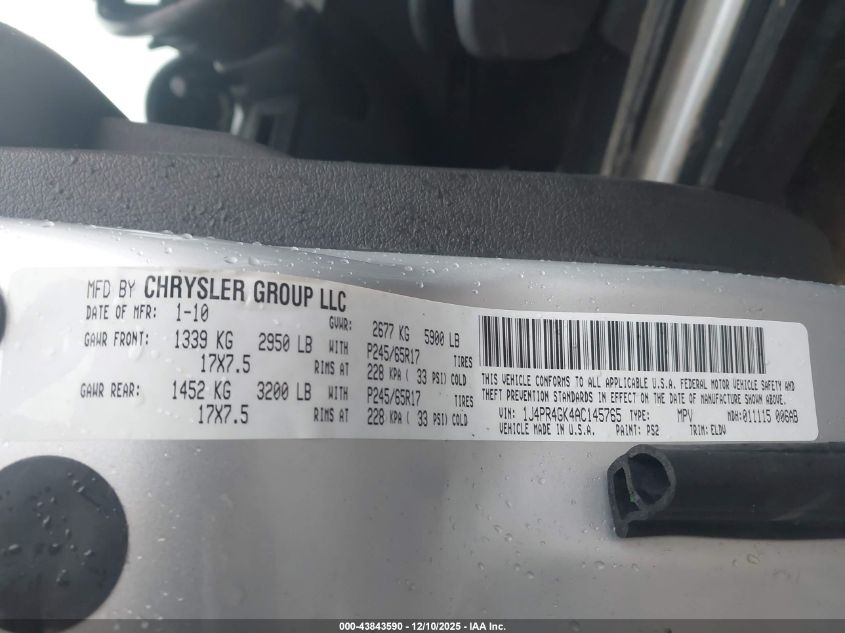 MFD BY CHRYSLER GROUP LLC
DATE OF MFR: 1-10 GVWR: 2677 KG 5900 LB
GAWR FRONT: 1339 KG 2950 LB WITH P245/65R17 TIRES
17X7.5 RIMS AT 228 KPA ( 33 PSI) COLD
GAWR REAR: 1452 KG 3200 LB WITH P245/65R17 TIRES
17X7.5 RIMS AT 228 KPA ( 33 PSI) COLD
THIS VEHICLE CONFORMS TO ALL APPLICABLE U.S.A. FEDERAL MOTOR VEHICLE SAFETY AND
THEFT PREVENTION STANDARDS IN EFFECT ON THE DATE OF MANUFACTURE SHOWN ABOVE.
VIN: 1J4PR4GK4AC145765 TYPE: MPV MDH: 011115 006AB
VEHICLE MADE IN U.S.A. PAINT: PS2 TRIM: ELDV
000-43843590 - 12/10/2025 - IAA Inc.